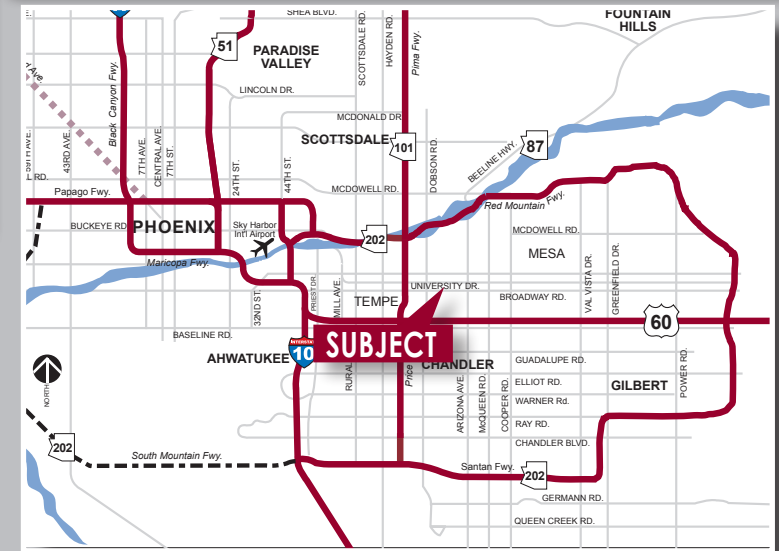 SHEA BLVD.
FOUNTAIN
HILLS
51
PARADISE
VALLEY
SCOTTSDALE RD.
HAYDEN RD.
Pima Fwy.
Black Canyon Fwy.
LINCOLN DR.
MCDONALD DR
SCOTTSDALE
101
87
BEELINE HWY.
DOBSON RD.
43RD AVE.
7TH AVE.
CENTRAL AVE.
7TH ST.
24TH ST.
44TH ST.
MCDOWELL RD.
Papago Fwy.
Red Mountain Fwy.
BUCKEYE RD
PHOENIX
Sky Harbor
Int'l Airport
202
MCDOWELL RD.
MESA
Maricopa Fwy.
32ND ST.
PRIEST DR.
MILL AVE.
UNIVERSITY DR.
TEMPE
BROADWAY RD.
VAL VISTA DR.
GREENFIELD DR.
60
BASELINE RD.
SUBJECT
AHWATUKEE
INTERSTATE
10
CHANDLER
GUADALUPE RD.
NORTH
RURAL
Price
ELLIOT RD.
GILBERT
POWER RD.
ARIZONA AVE.
McQUEEN RD.
COOPER RD.
WARNER Rd.
RAY RD.
CHANDLER BLVD.
202
South Mountain Fwy.
Santan Fwy.
202
GERMANN RD.
QUEEN CREEK RD.